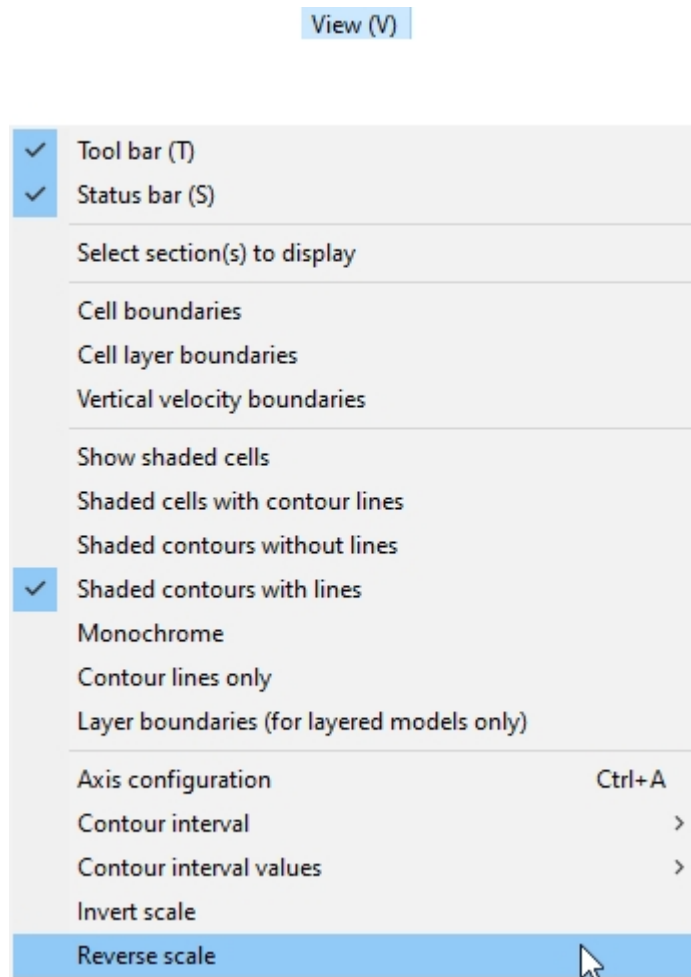 View (V)
Tool bar (T)
Status bar (S)
Select section(s) to display
Cell boundaries
Cell layer boundaries
Vertical velocity boundaries
Show shaded cells
Shaded cells with contour lines
Shaded contours without lines
Shaded contours with lines
Monochrome
Contour lines only
Layer boundaries (for layered models only)
Axis configuration Ctrl+A
Contour interval
Contour interval values
Invert scale
Reverse scale